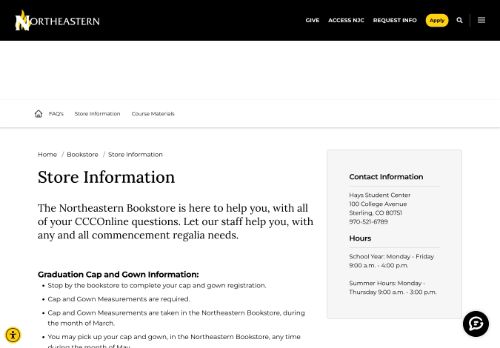 NORTHEASTERN
GIVE ACCESS NJC REQUEST INFO Apply
FAQ's Store Information Course Materials
Home / Bookstore / Store Information
Store Information
The Northeastern Bookstore is here to help you, with all
of your CCCOnline questions. Let our staff help you, with
any and all commencement regalia needs.
Graduation Cap and Gown Information:
Stop by the bookstore to complete your cap and gown registration.
Cap and Gown Measurements are required.
Cap and Gown Measurements are taken in the Northeastern Bookstore, during
the month of March.
You may pick up your cap and gown, in the Northeastern Bookstore, any time
during the month of May.
Contact Information
Hays Student Center
100 College Avenue
Sterling, CO 80751
970-521-6789
Hours
School Year: Monday - Friday
9:00 a.m. - 4:00 p.m.
Summer Hours: Monday -
Thursday 9:00 a.m. - 3:00 p.m.